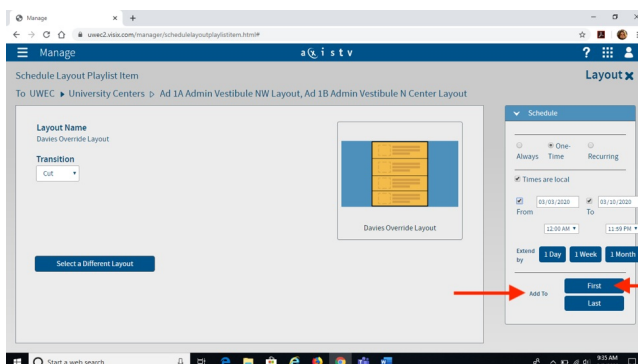 Manage
uwec2.visix.com/manager/schedulelayoutplaylistitem.html#
Manage
axistv
?
Schedule Layout Playlist Item
Layout
To UWEC ▸ University Centers ▹ Ad 1A Admin Vestibule NW Layout, Ad 1B Admin Vestibule N Center Layout
Layout Name
Davies Override Layout
Transition
Cut
Select a Different Layout
Davies Override Layout
Schedule
Always
One-Time
Recurring
Times are local
03/03/2020
03/10/2020
From
To
12:00 AM
11:59 PM
Extend by
1 Day
1 Week
1 Month
Add To
First
Last
Start a web search
9:35 AM